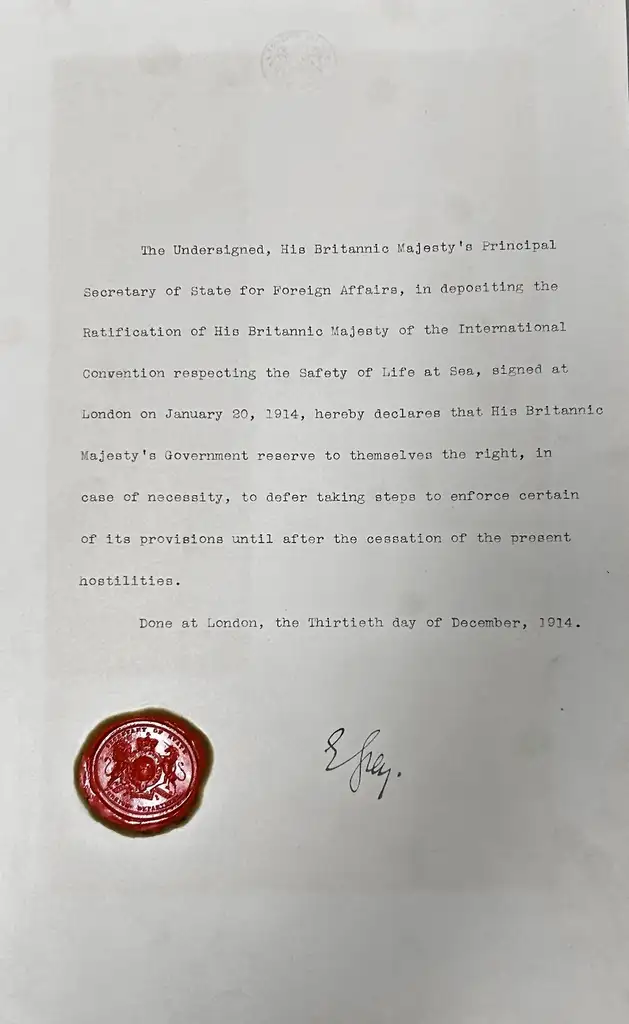 The Undersigned, His Britannic Majesty's Principal
Secretary of State for Foreign Affairs, in depositing the
Ratification of His Britannic Majesty of the International
Convention respecting the Safety of Life at Sea, signed at
London on January 20, 1914, hereby declares that His Britannic
Majesty's Government reserve to themselves the right, in
case of necessity, to defer taking steps to enforce certain
of its provisions until after the cessation of the present
hostilities.
Done at London, the Thirtieth day of December, 1914.
E Grey.
SECRETARY OF STATE